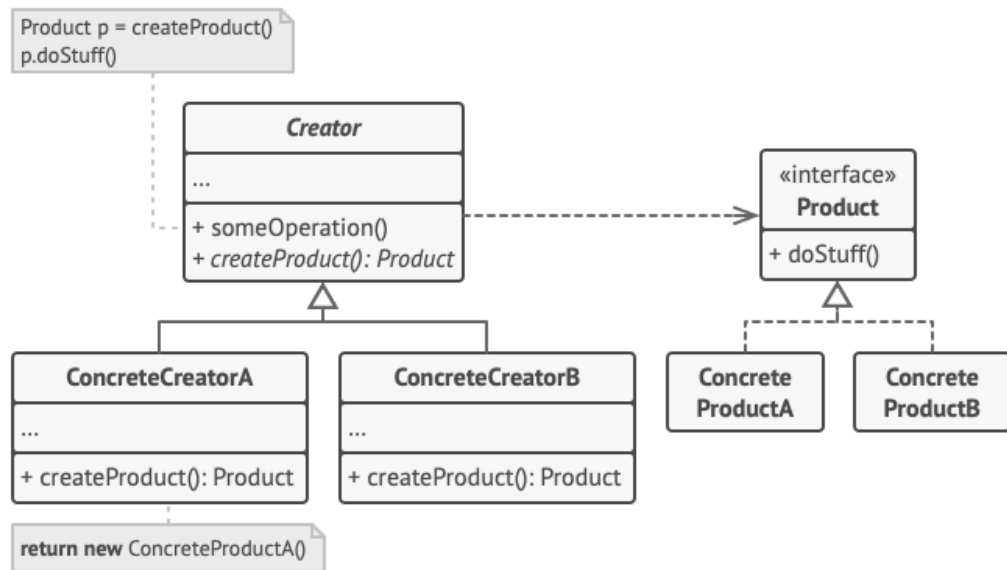 Product p = createProduct()
p.doStuff()
Creator
...
+ someOperation()
+ createProduct(): Product
«interface»
Product
+ doStuff()
ConcreteCreatorA
...
+ createProduct(): Product
ConcreteCreatorB
...
+ createProduct(): Product
Concrete
ProductA
Concrete
ProductB
return new ConcreteProductA()